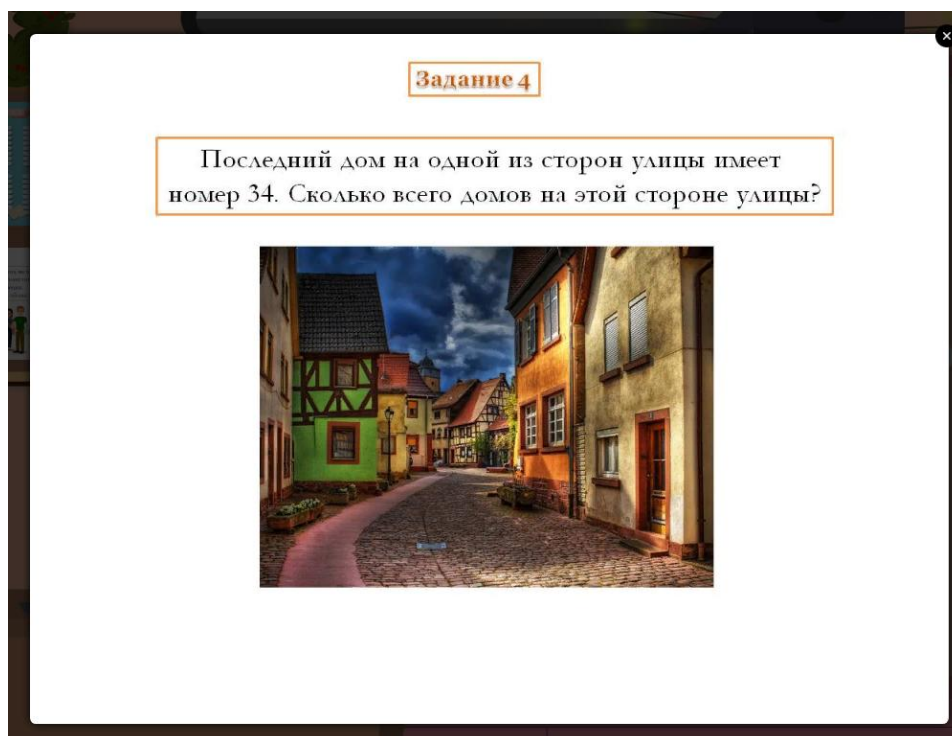 Задание 4
Последний дом на одной из сторон улицы имеет
номер 34. Сколько всего домов на этой стороне улицы?